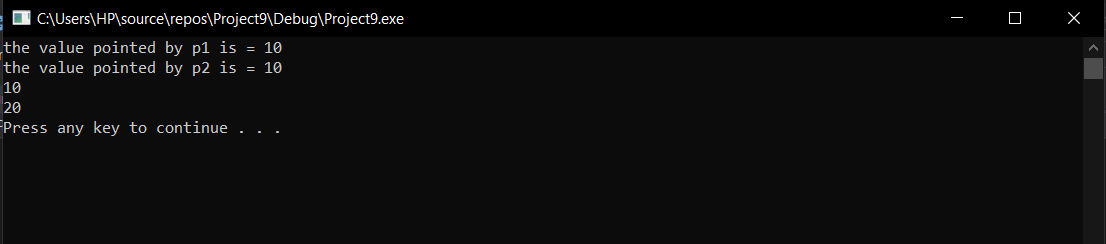 C:\Users\HP\source\repos\Project9\Debug\Project9.exe
the value pointed by p1 is = 10
the value pointed by p2 is = 10
10
20
Press any key to continue . . .